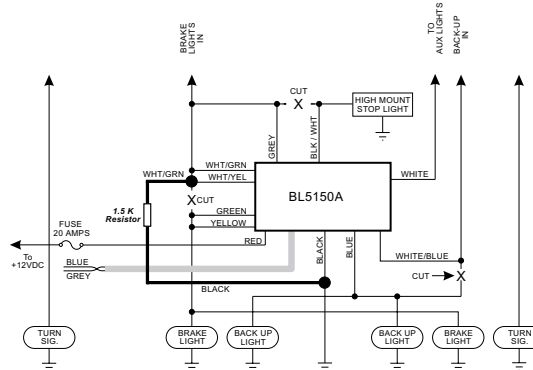 BRAKE
LIGHTS
IN
TO
AUX LIGHTS
BACK-UP
IN
CUT
X
HIGH MOUNT
STOP LIGHT
GREY
BLK / WHT
WHT/GRN
WHT/GRN
WHT/YEL
WHITE
BL5150A
X CUT
1.5 K
Resistor
GREEN
YELLOW
FUSE
20 AMPS
RED
BLACK
BLUE
WHITE/BLUE
To
+12VDC
BLUE
GREY
CUT
X
BLACK
TURN
SIG.
BRAKE
LIGHT
BACK UP
LIGHT
BACK UP
LIGHT
BRAKE
LIGHT
TURN
SIG.